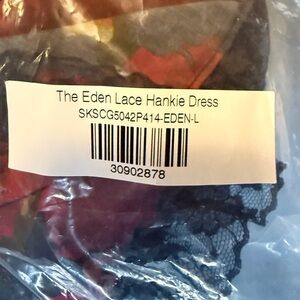 The Eden Lace Hankie Dress
SKSCG5042P414-EDEN-L
30902878